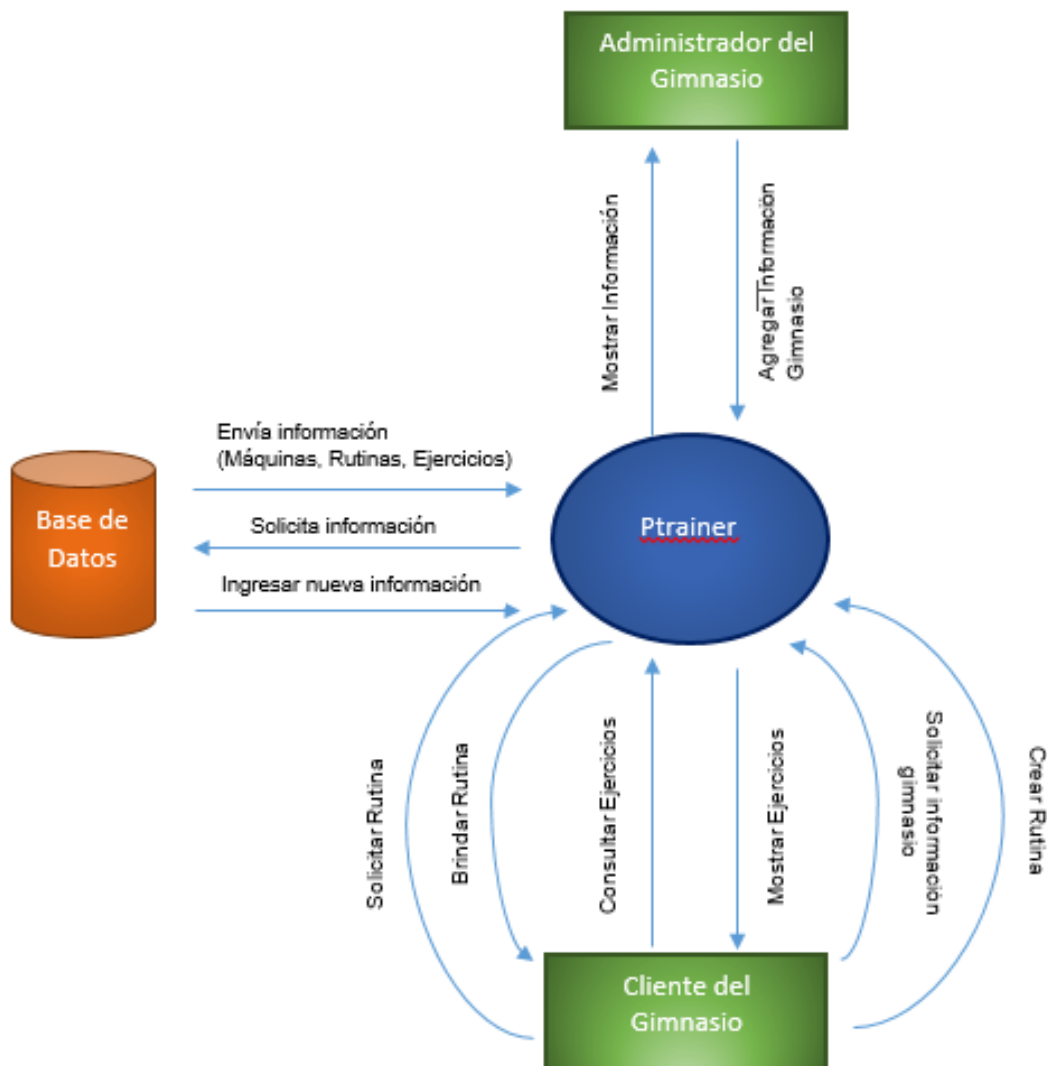 Administrador del
Gimnasio
Mostrar Información
Agregar Información
Gimnasio
Envía información
(Máquinas, Rutinas, Ejercicios)
Solicita información
Ingresar nueva información
Base de
Datos
Ptrainer
Solicitar Rutina
Brindar Rutina
Consultar Ejercicios
Mostrar Ejercicios
Solicitar información
gimnasio
Crear Rutina
Cliente del
Gimnasio